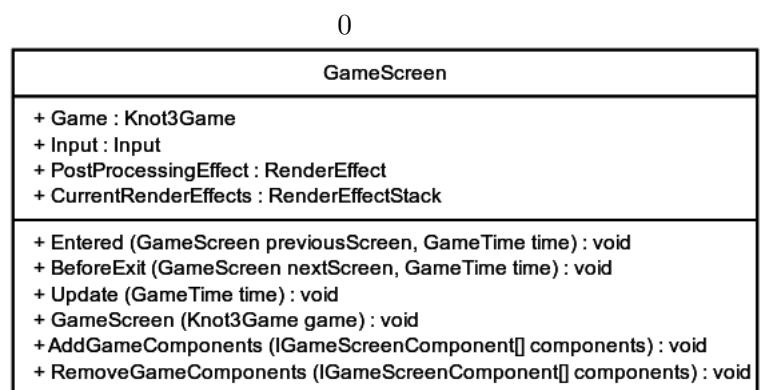 0
GameScreen
+ Game : Knot3Game
+ Input : Input
+ PostProcessingEffect : RenderEffect
+ CurrentRenderEffects : RenderEffectStack
+ Entered (GameScreen previousScreen, GameTime time) : void
+ BeforeExit (GameScreen nextScreen, GameTime time) : void
+ Update (GameTime time) : void
+ GameScreen (Knot3Game game) : void
+ AddGameComponents (IGameScreenComponent[] components) : void
+ RemoveGameComponents (IGameScreenComponent[] components) : void